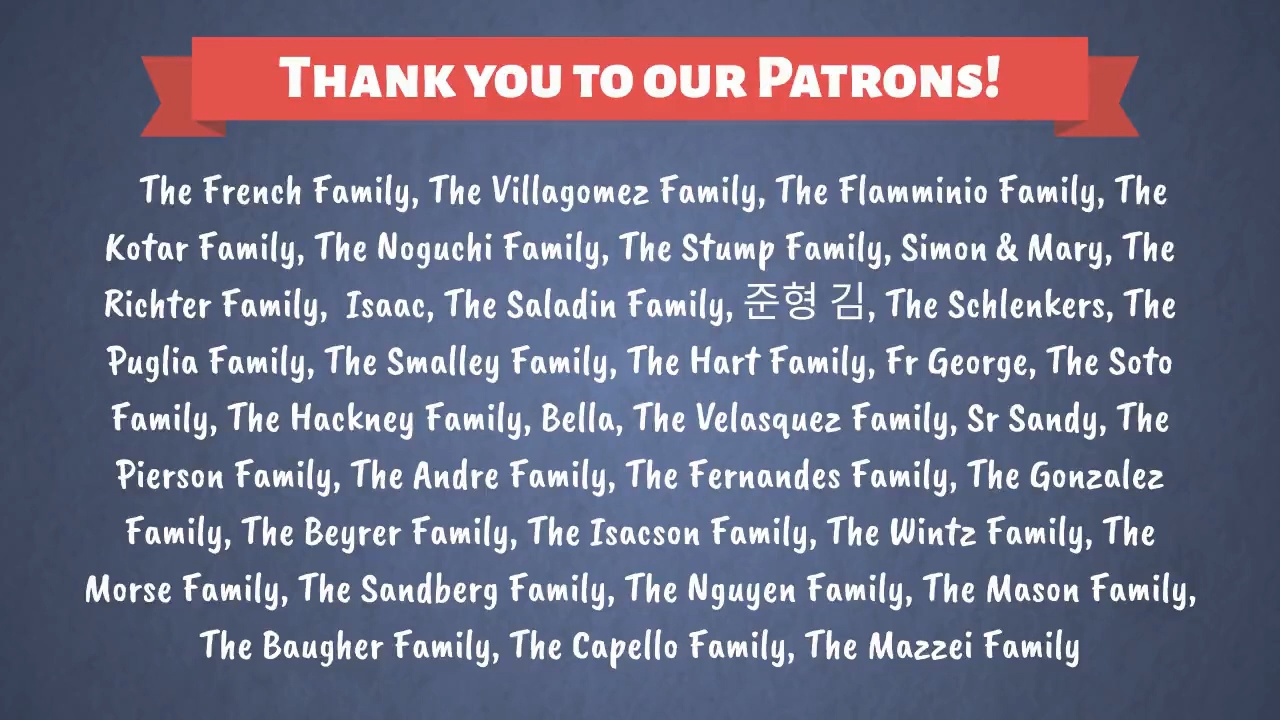 Thank you to our Patrons!
The French Family, The Villagomez Family, The Flamminio Family, The
Kotar Family, The Noguchi Family, The Stump Family, Simon & Mary, The
Richter Family, Isaac, The Saladin Family, 준형 김, The Schlenkers, The
Puglia Family, The Smalley Family, The Hart Family, Fr George, The Soto
Family, The Hackney Family, Bella, The Velasquez Family, Sr Sandy, The
Pierson Family, The Andre Family, The Fernandes Family, The Gonzalez
Family, The Beyrer Family, The Isacson Family, The Wintz Family, The
Morse Family, The Sandberg Family, The Nguyen Family, The Mason Family,
The Baugher Family, The Capello Family, The Mazzei Family